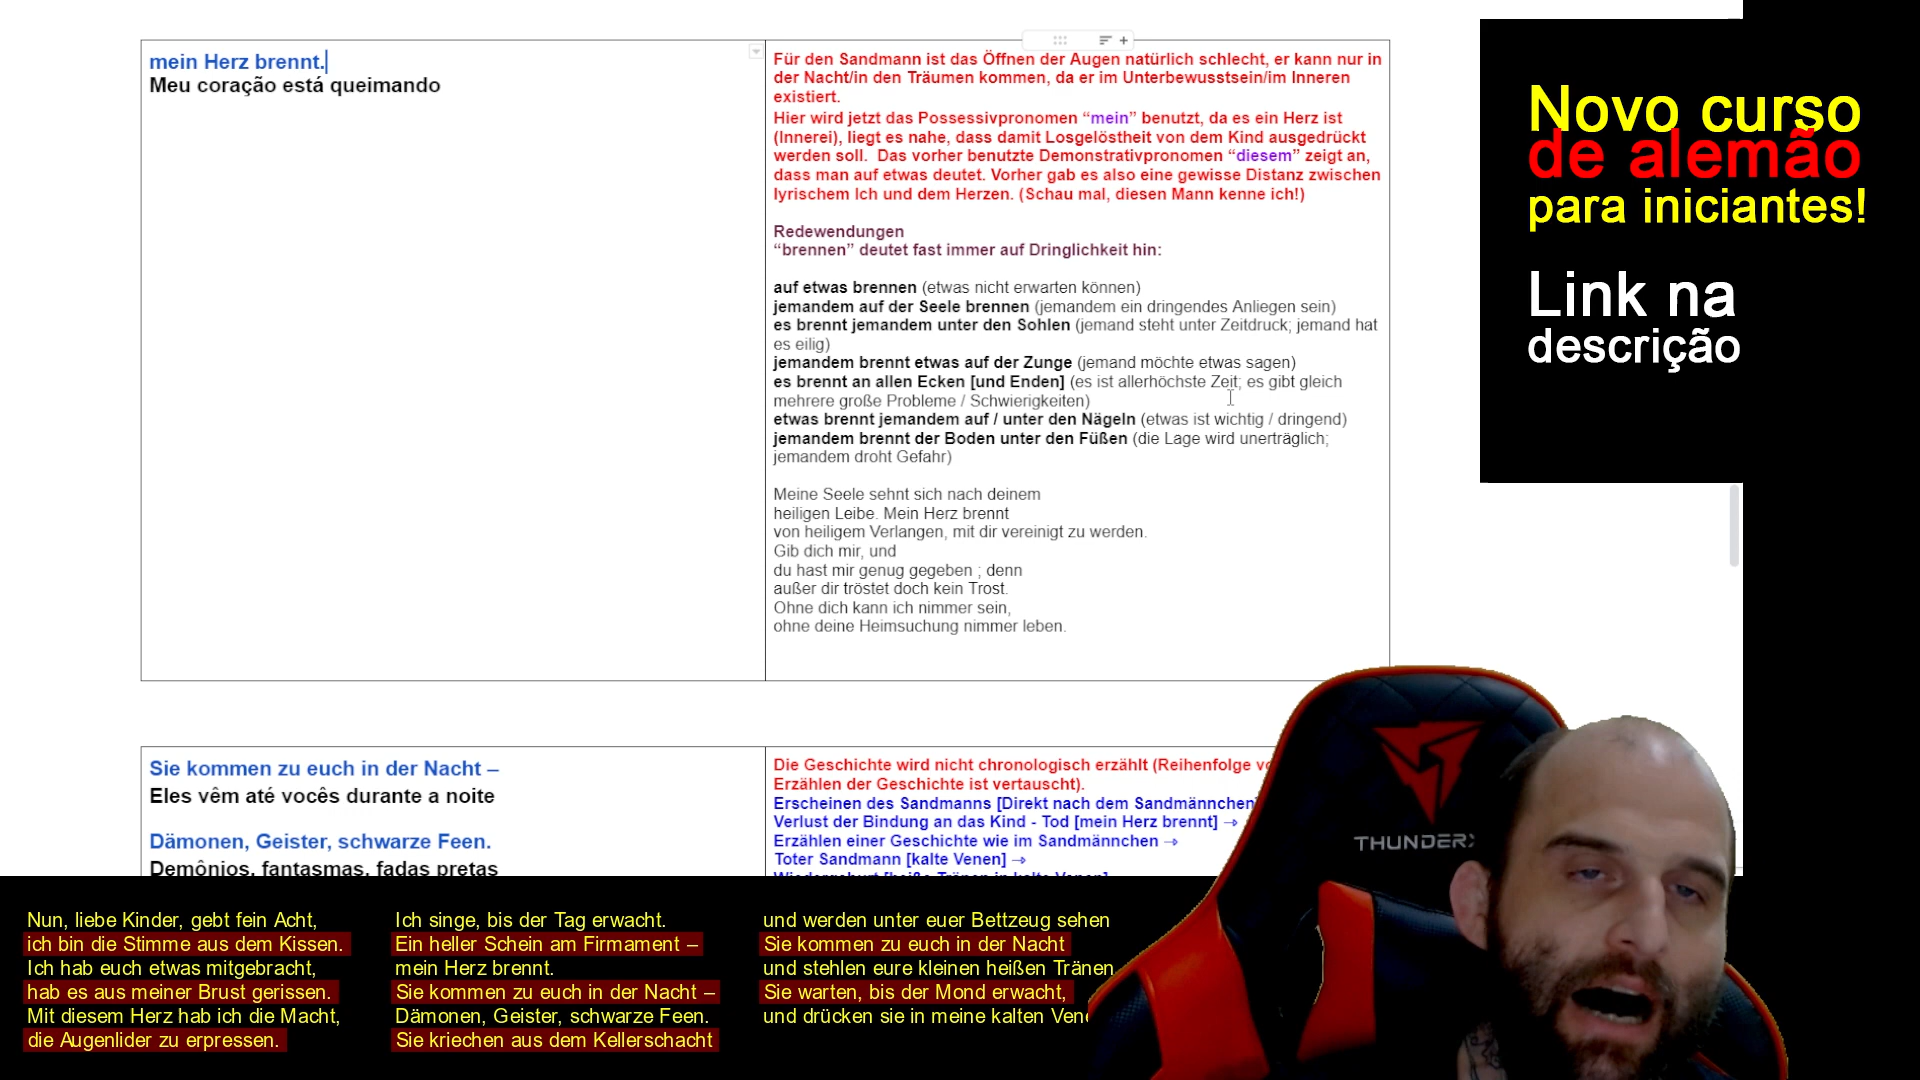 mein Herz brennt.
Meu coração está queimando
Für den Sandmann ist das Öffnen der Augen natürlich schlecht, er kann nur in
der Nacht/in den Träumen kommen, da er im Unterbewusstsein/im Inneren
existiert.
Hier wird jetzt das Possessivpronomen “mein” benutzt, da es ein Herz ist
(Innerei), liegt es nahe, dass damit Losgelöstheit von dem Kind ausgedrückt
werden soll. Das vorher benutzte Demonstrativpronomen “diesem” zeigt an,
dass man auf etwas deutet. Vorher gab es also eine gewisse Distanz zwischen
lyrischem Ich und dem Herzen. (Schau mal, diesen Mann kenne ich!)
Redewendungen
“brennen” deutet fast immer auf Dringlichkeit hin:
auf etwas brennen (etwas nicht erwarten können)
jemandem auf der Seele brennen (jemandem ein dringendes Anliegen sein)
es brennt jemandem unter den Sohlen (jemand steht unter Zeitdruck; jemand hat
es eilig)
jemandem brennt etwas auf der Zunge (jemand möchte etwas sagen)
es brennt an allen Ecken [und Enden] (es ist allerhöchste Zeit; es gibt gleich
mehrere große Probleme / Schwierigkeiten)
etwas brennt jemandem auf / unter den Nägeln (etwas ist wichtig / dringend)
jemandem brennt der Boden unter den Füßen (die Lage wird unerträglich;
jemandem droht Gefahr)
Meine Seele sehnt sich nach deinem
heiligen Leibe. Mein Herz brennt
von heiligem Verlangen, mit dir vereinigt zu werden.
Gib dich mir, und
du hast mir genug gegeben ; denn
außer dir tröstet doch kein Trost.
Ohne dich kann ich nimmer sein,
ohne deine Heimsuchung nimmer leben.
Sie kommen zu euch in der Nacht –
Eles vêm até vocês durante a noite
Dämonen, Geister, schwarze Feen.
Demônios, fantasmas, fadas pretas
Die Geschichte wird nicht chronologisch erzählt (Reihenfolge
Erzählen der Geschichte ist vertauscht).
Erscheinen des Sandmanns [Direkt nach dem Sandmännchen]
Verlust der Bindung an das Kind - Tod [mein Herz brennt] →
Erzählen einer Geschichte wie im Sandmännchen →
Toter Sandmann [kalte Venen] →
Wiedergeburt [heiße Tränen in kalte Venen]
Novo curso
de alemão
para iniciantes!
Link na
descrição
THUNDERX
Nun, liebe Kinder, gebt fein Acht,
ich bin die Stimme aus dem Kissen.
Ich hab euch etwas mitgebracht,
hab es aus meiner Brust gerissen.
Mit diesem Herz hab ich die Macht,
die Augenlider zu erpressen.
Ich singe, bis der Tag erwacht.
Ein heller Schein am Firmament –
mein Herz brennt.
Sie kommen zu euch in der Nacht –
Dämonen, Geister, schwarze Feen.
Sie kriechen aus dem Kellerschacht
und werden unter euer Bettzeug sehen
Sie kommen zu euch in der Nacht
und stehlen eure kleinen heißen Tränen
Sie warten, bis der Mond erwacht,
und drücken sie in meine kalten